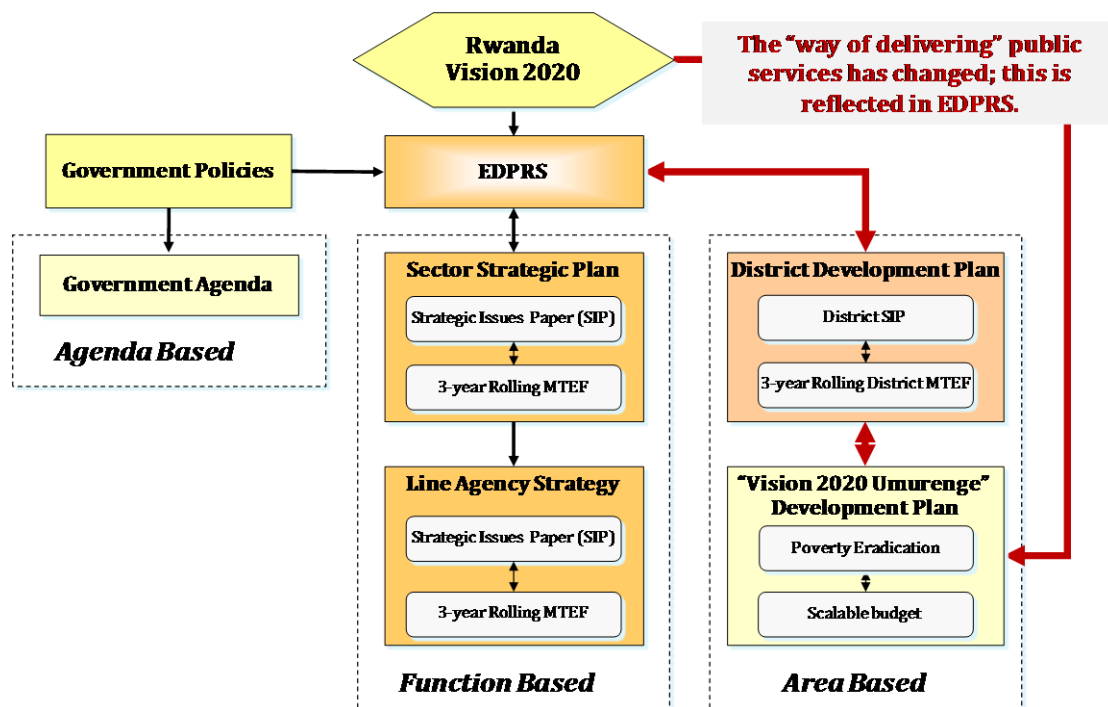 Rwanda
Vision 2020
The “way of delivering” public
services has changed; this is
reflected in EDPRS.
Government Policies
EDPRS
Government Agenda
Agenda Based
Sector Strategic Plan
Strategic Issues Paper (SIP)
3-year Rolling MTEF
Line Agency Strategy
Strategic Issues Paper (SIP)
3-year Rolling MTEF
Function Based
District Development Plan
District SIP
3-year Rolling District MTEF
“Vision 2020 Umurenge”
Development Plan
Poverty Eradication
Scalable budget
Area Based